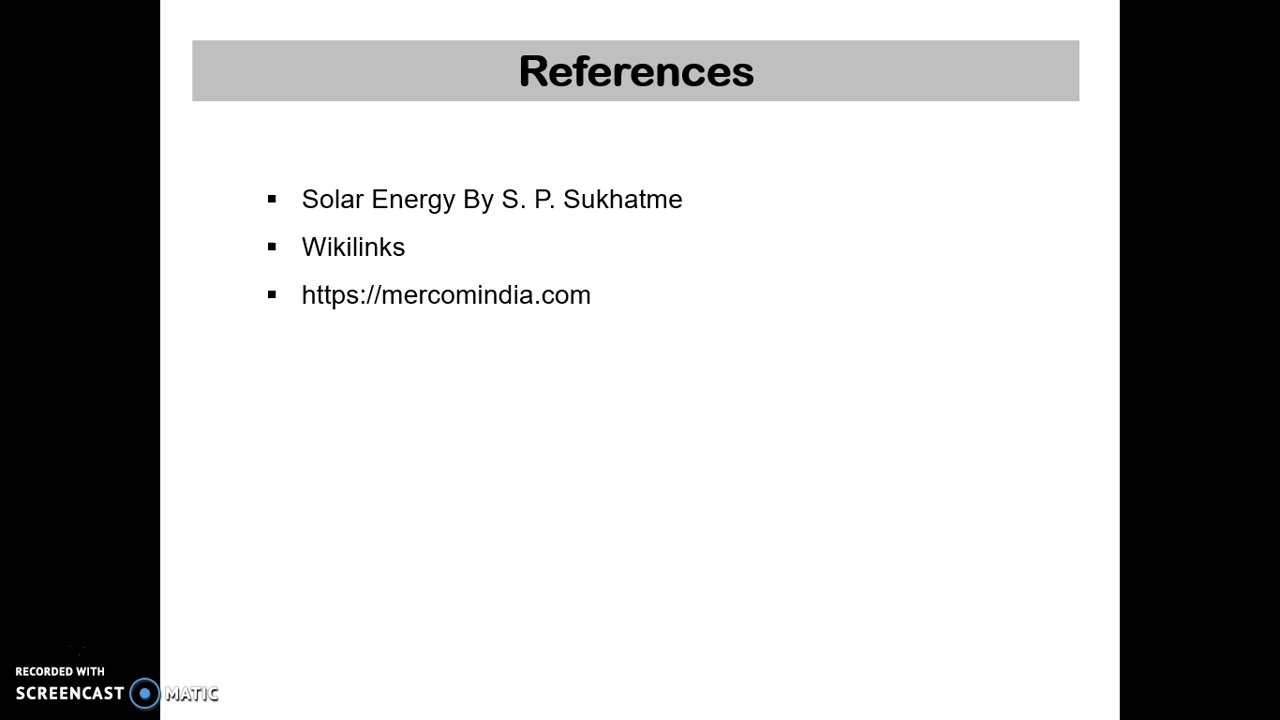 References
Solar Energy By S. P. Sukhatme
Wikilinks
https://mercomindia.com
RECORDED WITH
SCREENCAST MATIC